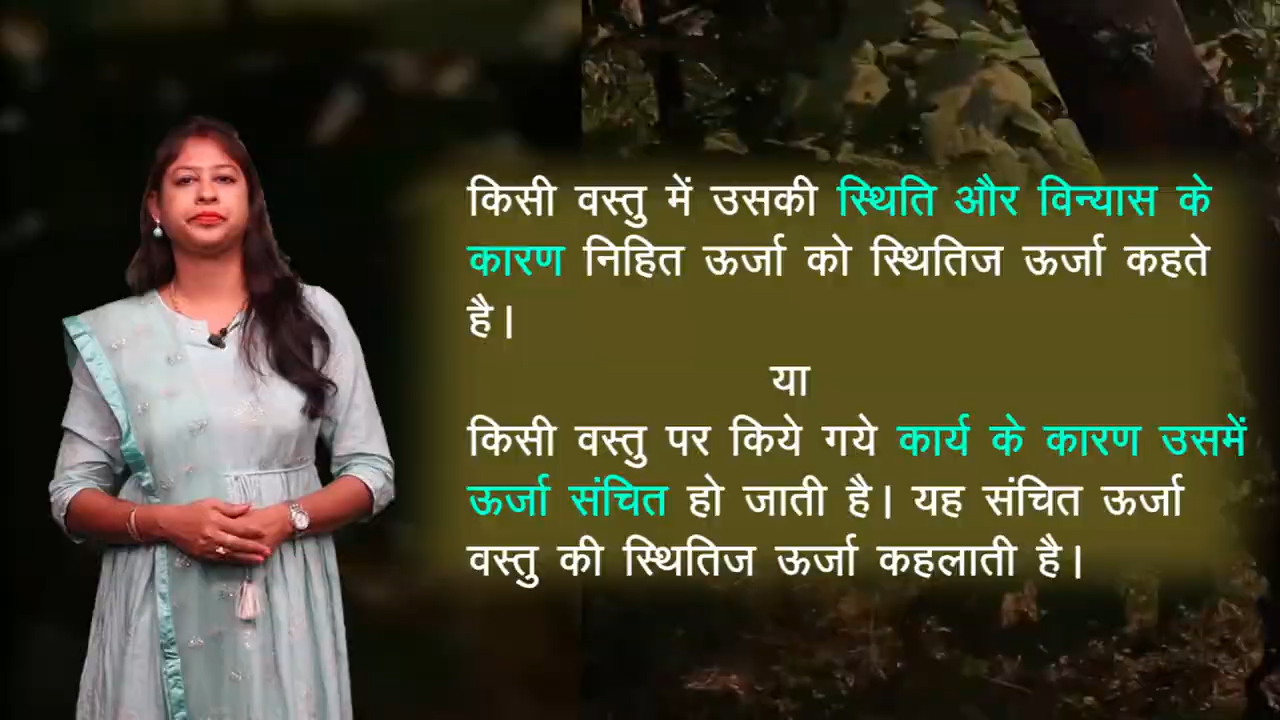 किसी वस्तु में उसकी स्थिति और विन्यास के
कारण निहित ऊर्जा को स्थितिज ऊर्जा कहते
है।
या
किसी वस्तु पर किये गये कार्य के कारण उसमें
ऊर्जा संचित हो जाती है। यह संचित ऊर्जा
वस्तु की स्थितिज ऊर्जा कहलाती है।